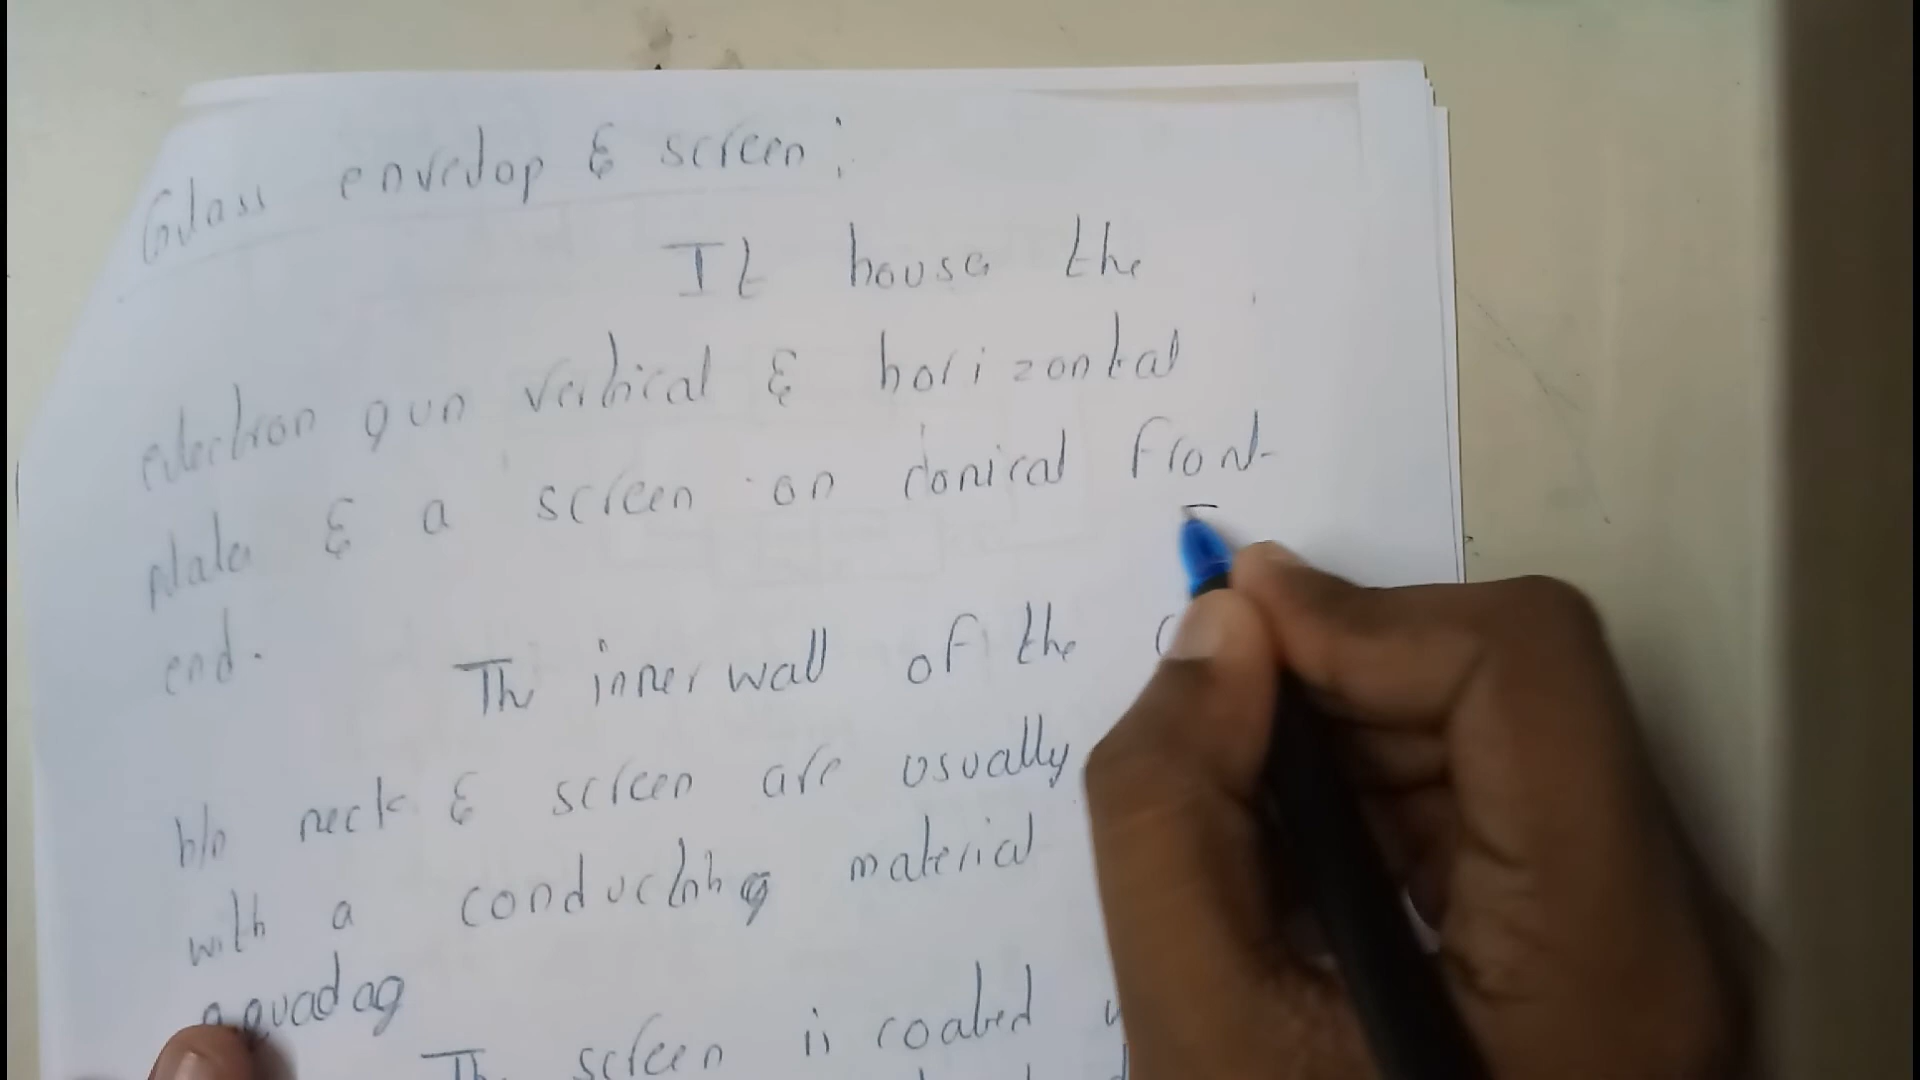 Glass envelop & screen :
It house the
electron gun vertical & horizontal
plate & a screen on conical front
end.
The inner wall of the
b/n neck & screen are usually
with a conducting material
aquadag
The screen is coated